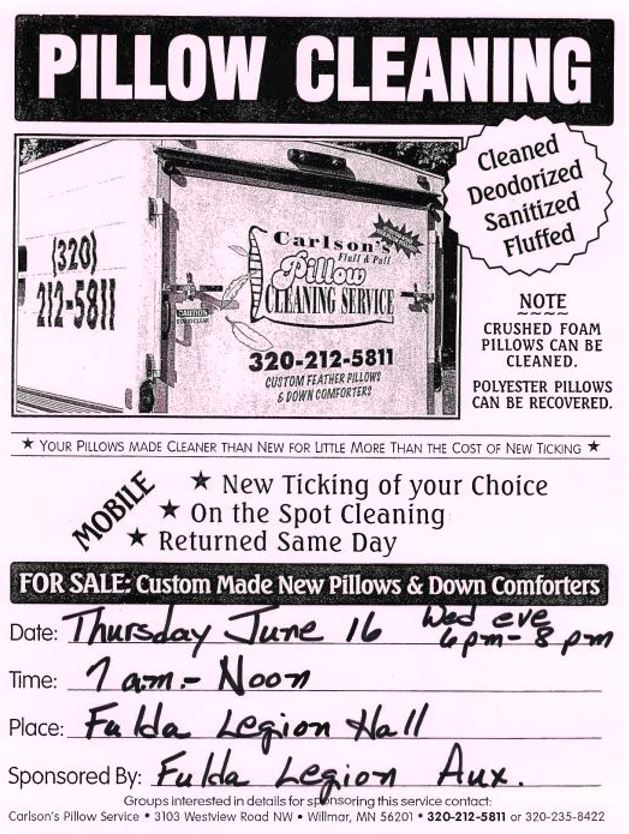 PILLOW CLEANING
Cleaned
Deodorized
Sanitized
Fluffed
(320)
212-5811
CAUTION
Carlson's
Fluff & Puff
Pillow
CLEANING SERVICE
320-212-5811
CUSTOM FEATHER PILLOWS
& DOWN COMFORTERS
NOTE
~~~~
CRUSHED FOAM
PILLOWS CAN BE
CLEANED.
POLYESTER PILLOWS
CAN BE RECOVERED.
★ YOUR PILLOWS MADE CLEANER THAN NEW FOR LITTLE MORE THAN THE COST OF NEW TICKING ★
MOBILE
★ New Ticking of your Choice
★ On the Spot Cleaning
★ Returned Same Day
FOR SALE: Custom Made New Pillows & Down Comforters
Date: Thursday June 16 Wed eve
6pm - 8 pm
Time: 7 a.m. - Noon
Place: Fulda Legion Hall
Sponsored By: Fulda Legion Aux.
Groups interested in details for sponsoring this service contact:
Carlson's Pillow Service • 3103 Westview Road NW • Willmar, MN 56201 • 320-212-5811 or 320-235-8422